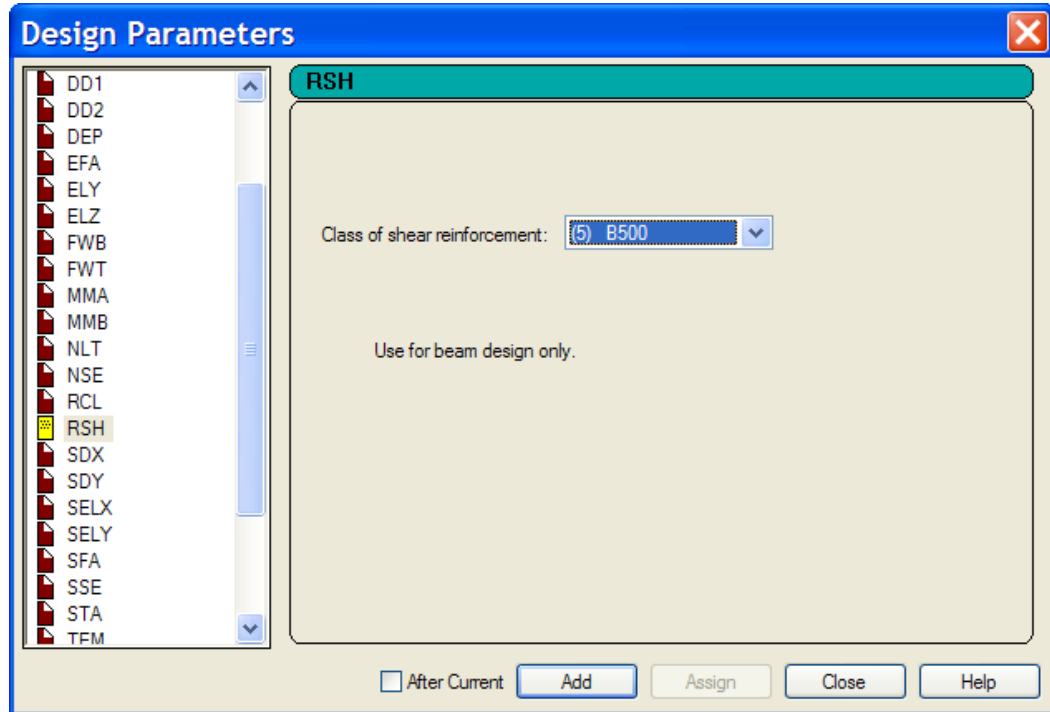 Design Parameters
DD1
DD2
DEP
EFA
ELY
ELZ
FWB
FWT
MMA
MMB
NLT
NSE
RCL
RSH
SDX
SDY
SELX
SELY
SFA
SSE
STA
TEM
RSH
Class of shear reinforcement: (5) B500
Use for beam design only.
After Current Add Assign Close Help